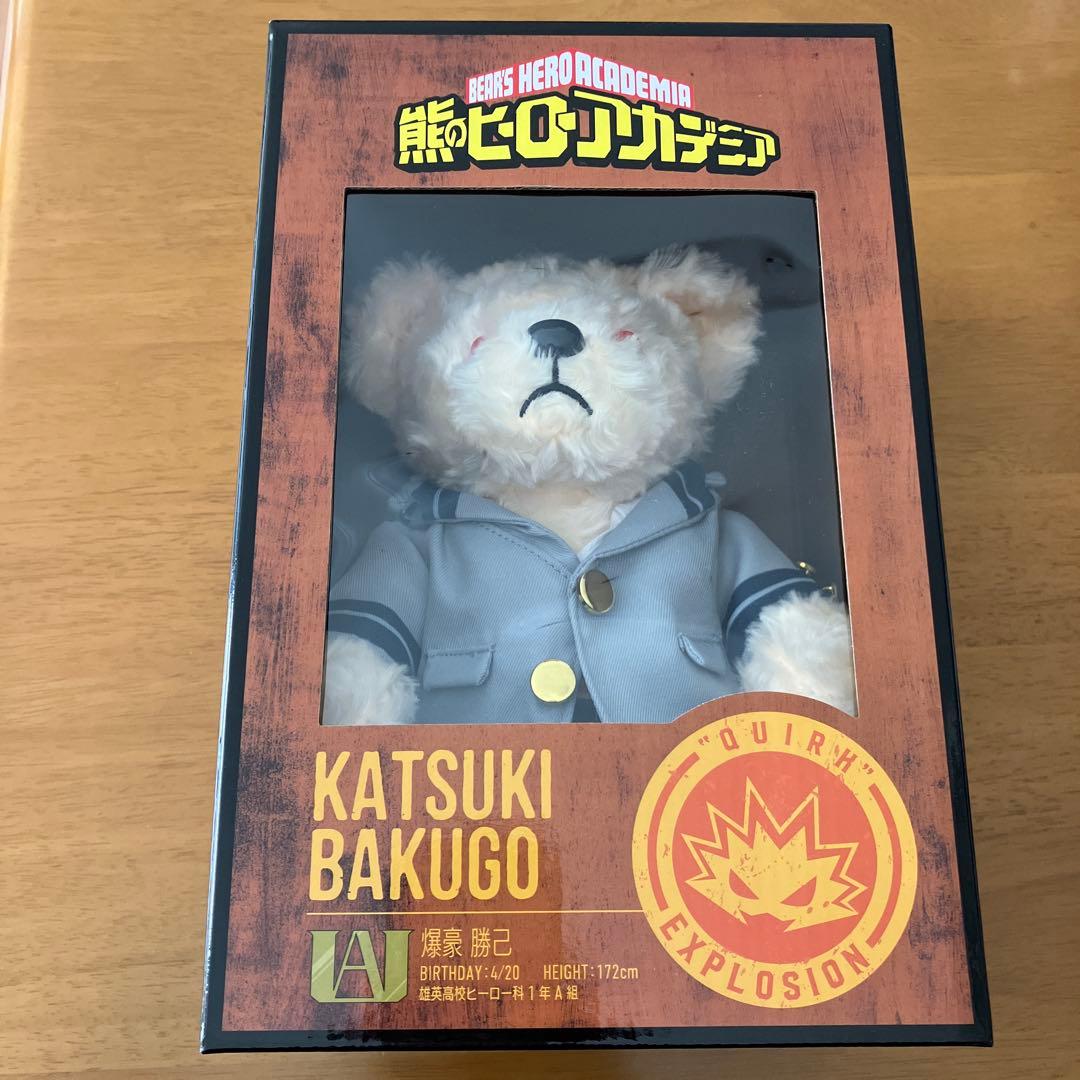 BEAR'S HERO ACADEMIA
熊のヒーローアカデミア
KATSUKI
BAKUGO
UA
爆豪 勝己
BIRTHDAY:4/20 HEIGHT:172cm
雄英高校ヒーロー科1年A組
"QUIRK"
EXPLOSION